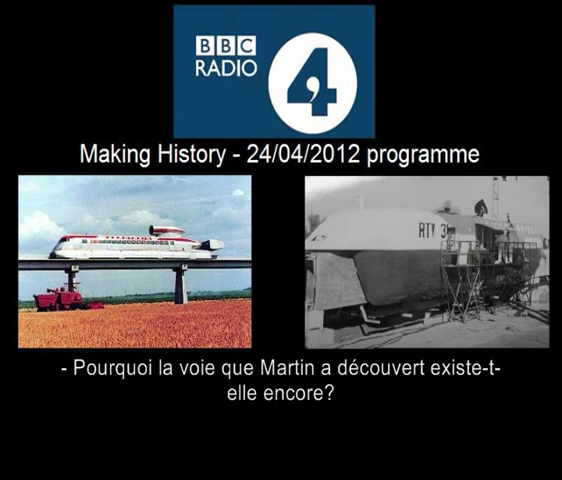 BBC
RADIO
4
Making History - 24/04/2012 programme
RTV 31
- Pourquoi la voie que Martin a découvert existe-t-
elle encore?